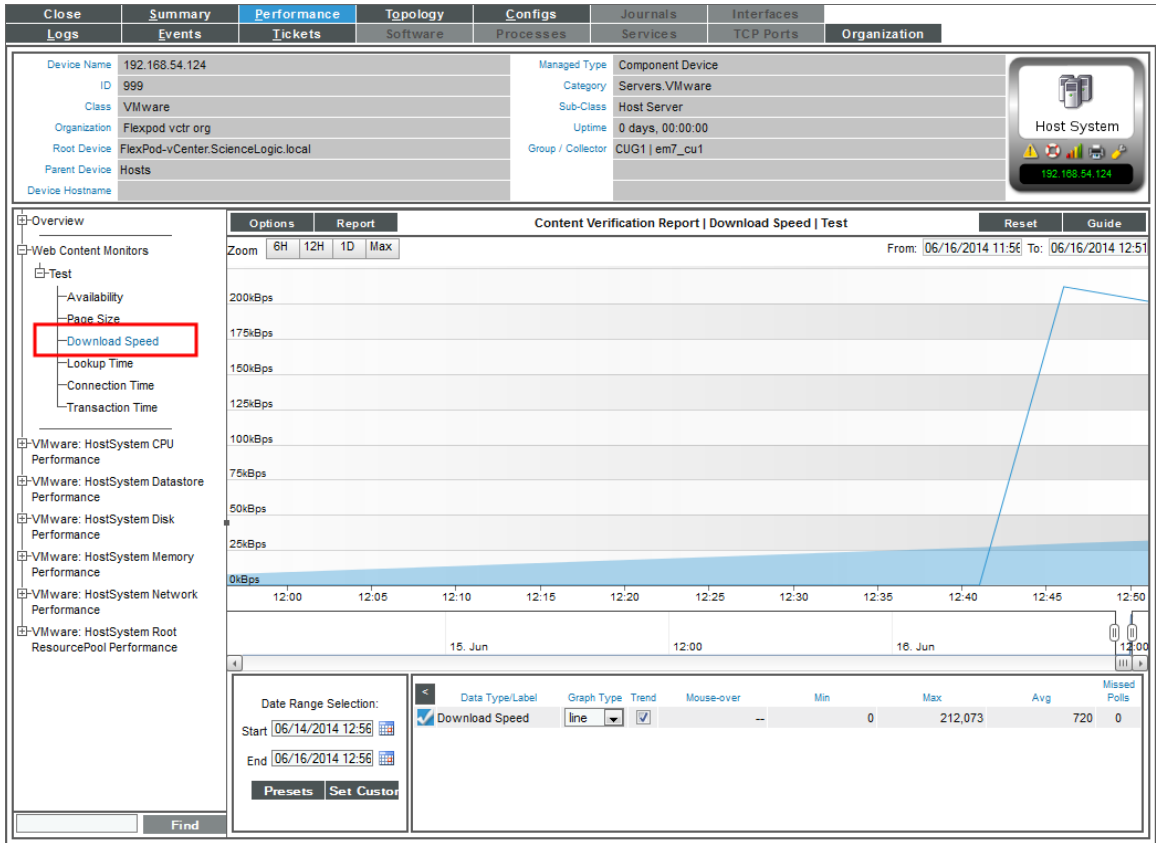 Close Summary Performance Topology Configs Journals Interfaces
Logs Events Tickets Software Processes Services TCP Ports Organization
Device Name 192.168.54.124 Managed Type Component Device
ID 999 Category Servers.VMware
Class VMware Sub-Class Host Server
Organization Flexpod vctr org Uptime 0 days, 00:00:00
Root Device FlexPod-vCenter.ScienceLogic.local Group / Collector CUG1 | em7_cu1
Parent Device Hosts
Device Hostname
Host System
192.168.54.124
Overview
Web Content Monitors
Test
Availability
Page Size
Download Speed
Lookup Time
Connection Time
Transaction Time
VMware: HostSystem CPU
Performance
VMware: HostSystem Datastore
Performance
VMware: HostSystem Disk
Performance
VMware: HostSystem Memory
Performance
VMware: HostSystem Network
Performance
VMware: HostSystem Root
ResourcePool Performance
Find
Options Report Content Verification Report | Download Speed | Test Reset Guide
Zoom 6H 12H 1D Max From: 06/16/2014 11:56 To: 06/16/2014 12:51
200kBps
175kBps
150kBps
125kBps
100kBps
75kBps
50kBps
25kBps
0kBps
12:00 12:05 12:10 12:15 12:20 12:25 12:30 12:35 12:40 12:45 12:50
15. Jun 12:00 16. Jun 12:00
Date Range Selection:
Start 06/14/2014 12:56
End 06/16/2014 12:56
Presets Set Custor
< Data Type/Label Graph Type Trend Mouse-over Min Max Avg Missed Polls
Download Speed line -- 0 212,073 720 0